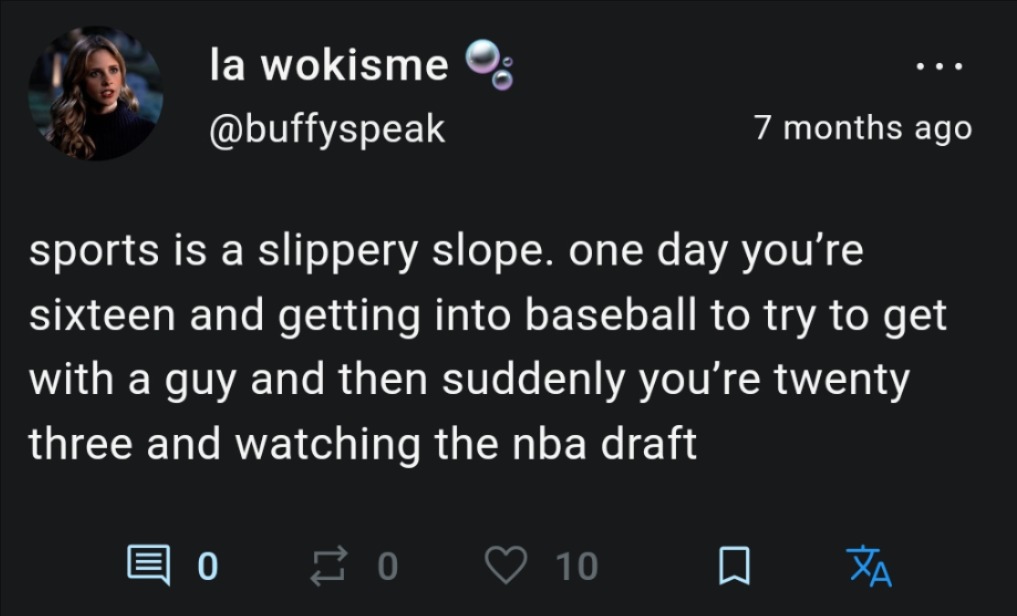 la wokisme 🫧
@buffyspeak
7 months ago
sports is a slippery slope. one day you’re
sixteen and getting into baseball to try to get
with a guy and then suddenly you’re twenty
three and watching the nba draft
0 0 10